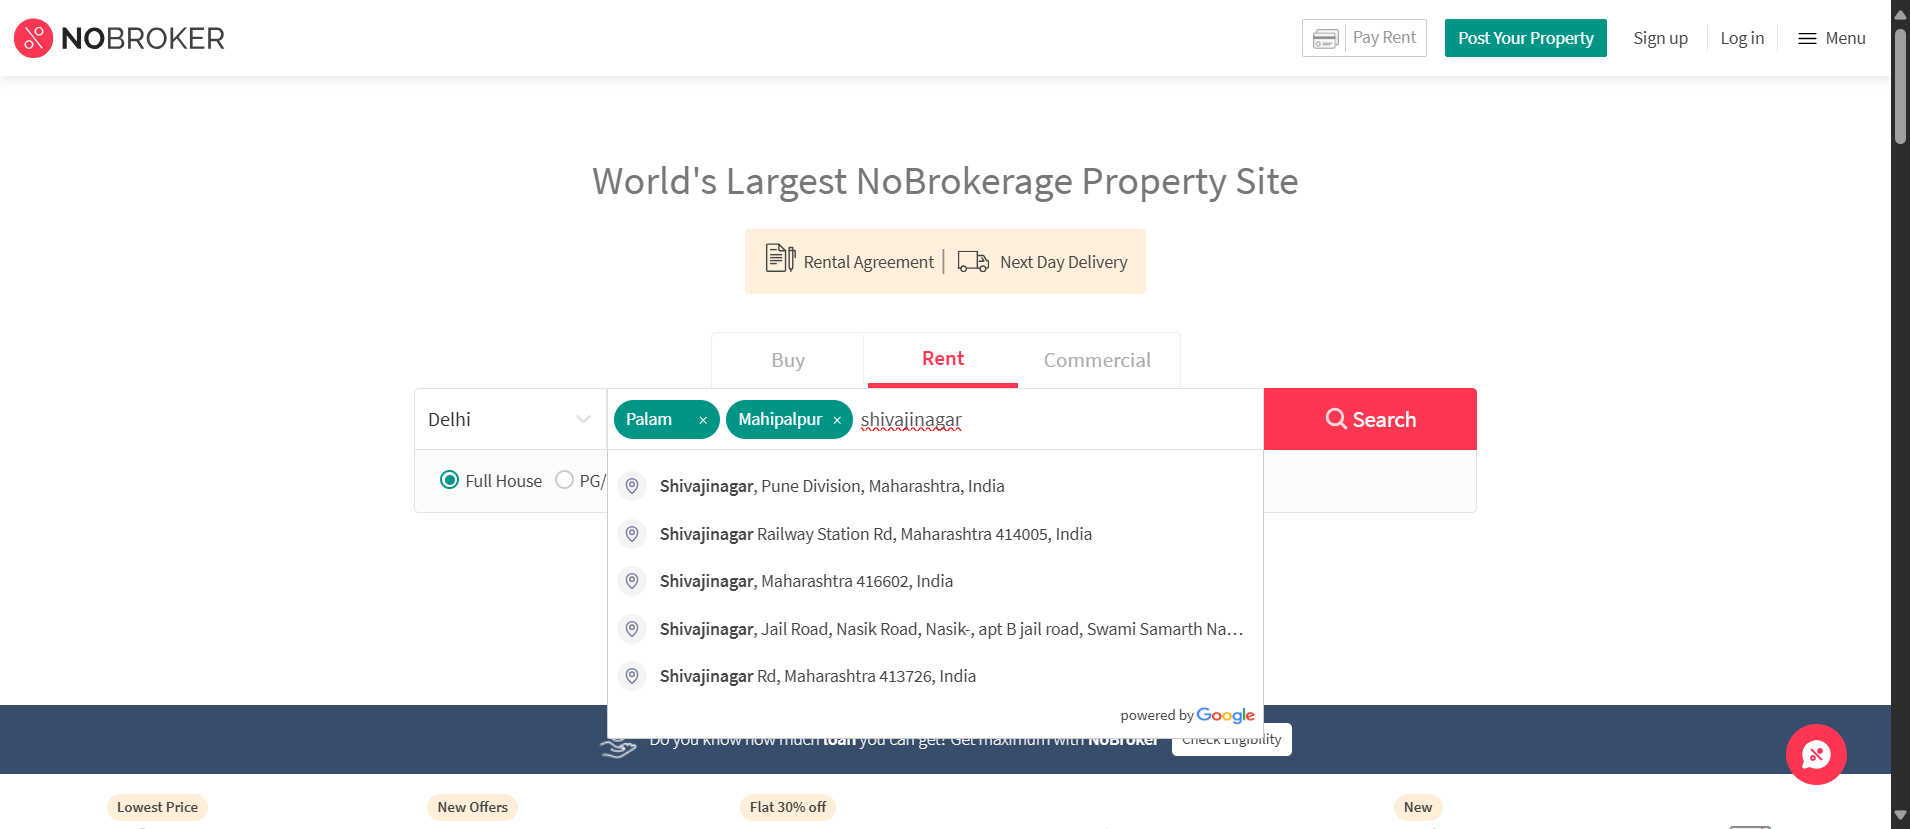 NOBROKER
Pay Rent
Post Your Property
Sign up
Log in
Menu
World's Largest NoBrokerage Property Site
Rental Agreement
Next Day Delivery
Buy
Rent
Commercial
Delhi
Palam ×
Mahipalpur ×
shivajinagar
Search
Full House
PG/
Shivajinagar, Pune Division, Maharashtra, India
Shivajinagar Railway Station Rd, Maharashtra 414005, India
Shivajinagar, Maharashtra 416602, India
Shivajinagar, Jail Road, Nasik Road, Nasik-, apt B jail road, Swami Samarth Na…
Shivajinagar Rd, Maharashtra 413726, India
powered by Google
Do you know how much loan you can get? Get maximum with NoBroker
Check Eligibility
Lowest Price
New Offers
Flat 30% off
New